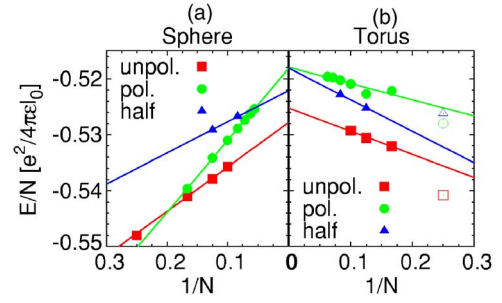 (a) (b)
Sphere Torus
E/N [e²/4πεl₀]
-0.52
-0.53
-0.54
-0.55
unpol.
pol.
half
unpol.
pol.
half
0.3 0.2 0.1 0 0.1 0.2 0.3
1/N 1/N